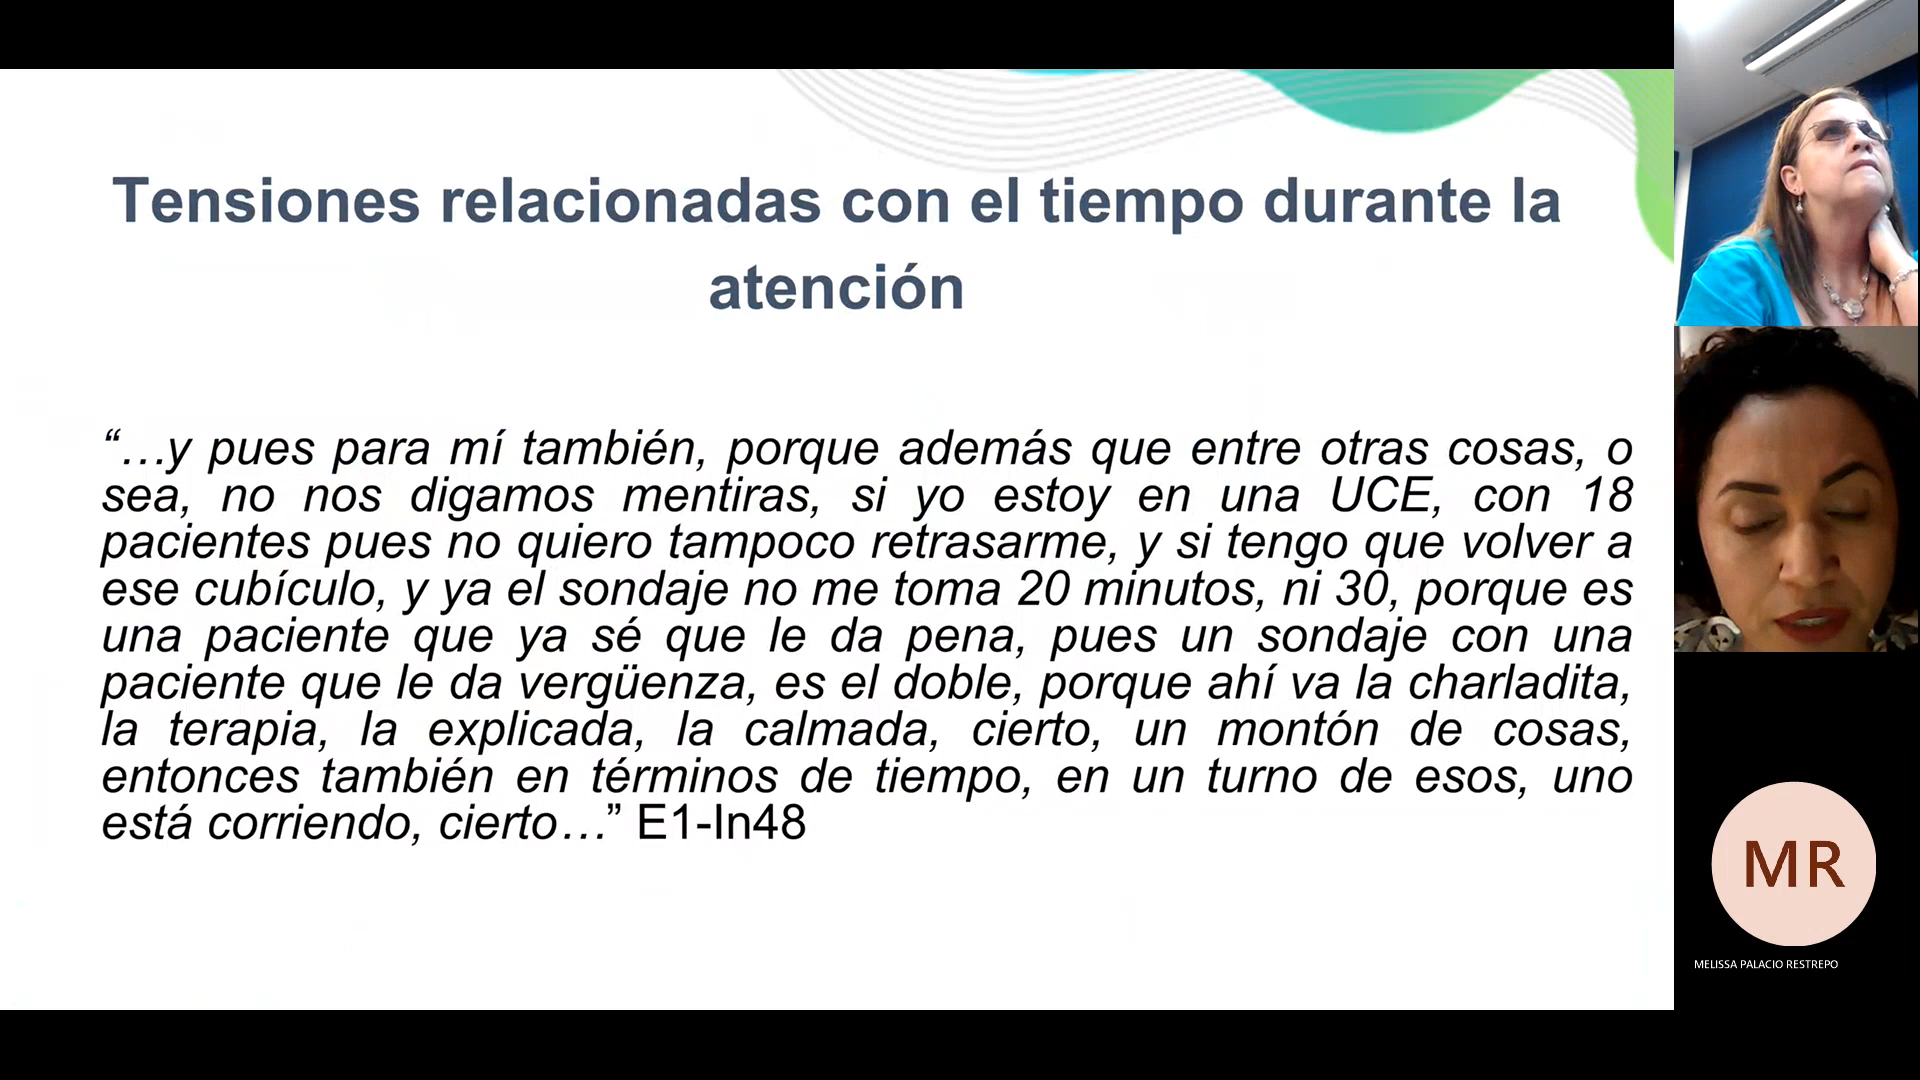 Tensiones relacionadas con el tiempo durante la
atención
“…y pues para mí también, porque además que entre otras cosas, o
sea, no nos digamos mentiras, si yo estoy en una UCE, con 18
pacientes pues no quiero tampoco retrasarme, y si tengo que volver a
ese cubículo, y ya el sondaje no me toma 20 minutos, ni 30, porque es
una paciente que ya sé que le da pena, pues un sondaje con una
paciente que le da vergüenza, es el doble, porque ahí va la charladita,
la terapia, la explicada, la calmada, cierto, un montón de cosas,
entonces también en términos de tiempo, en un turno de esos, uno
está corriendo, cierto…” E1-In48
MR
MELISSA PALACIO RESTREPO